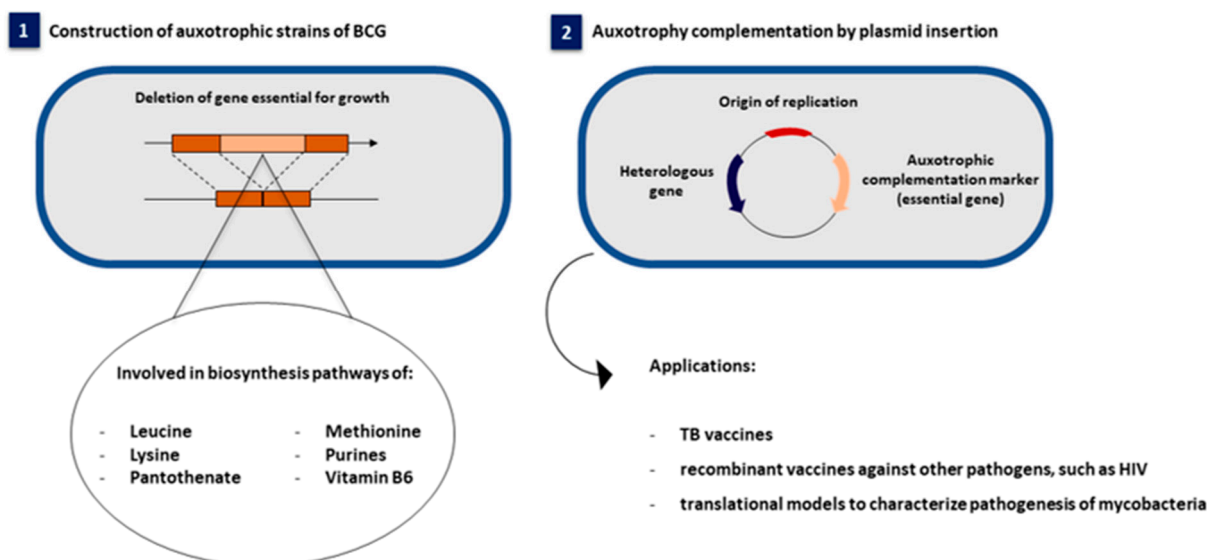 1 Construction of auxotrophic strains of BCG
Deletion of gene essential for growth
Involved in biosynthesis pathways of:
- Leucine
- Lysine
- Pantothenate
- Methionine
- Purines
- Vitamin B6
2 Auxotrophy complementation by plasmid insertion
Origin of replication
Heterologous
gene
Auxotrophic
complementation marker
(essential gene)
Applications:
- TB vaccines
- recombinant vaccines against other pathogens, such as HIV
- translational models to characterize pathogenesis of mycobacteria